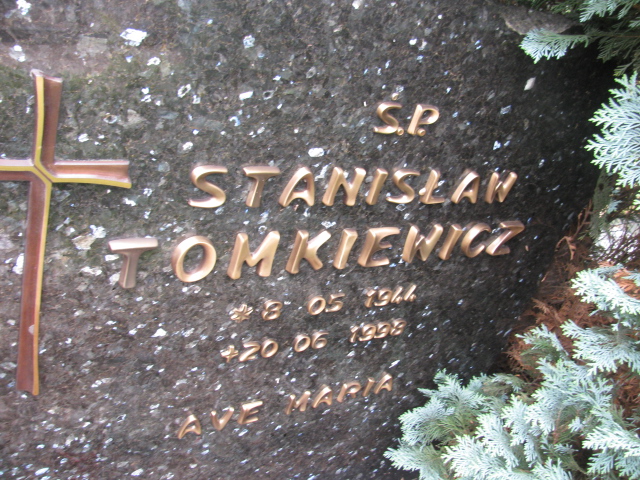 S.P.
STANISŁAW
TOMKIEWICZ
* 8 05 1944
+ 20 06 1998
AVE MARIA